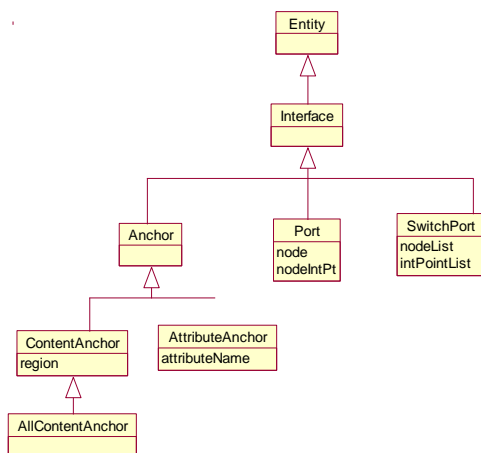 Entity
Interface
Anchor
Port
node
nodeIntPt
SwitchPort
nodeList
intPointList
ContentAnchor
region
AttributeAnchor
attributeName
AllContentAnchor